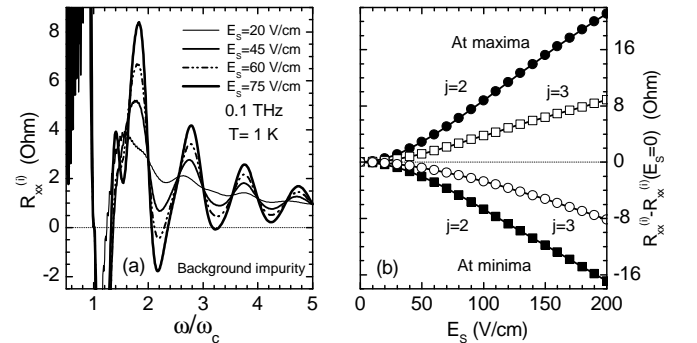 8
6
4
2
0
-2
R_xx^(i) (Ohm)
E_S=20 V/cm
E_S=45 V/cm
E_S=60 V/cm
E_S=75 V/cm
0.1 THz
T= 1 K
(a)
Background impurity
1 2 3 4 5
ω/ω_c
At maxima
j=2
j=3
j=2
j=3
At minima
(b)
0 50 100 150 200
E_S (V/cm)
16
8
0
-8
-16
R_xx^(i)-R_xx^(i)(E_S=0) (Ohm)